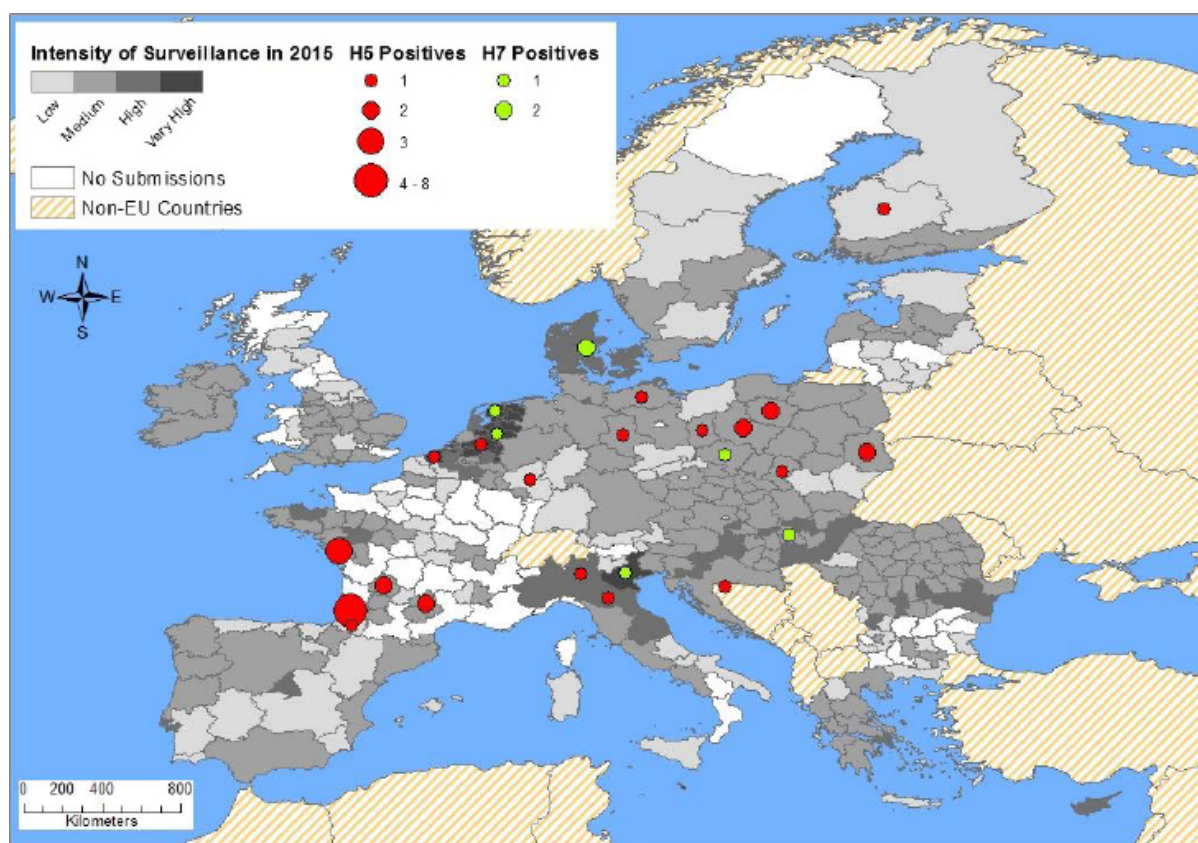 Intensity of Surveillance in 2015
Low
Medium
High
Very High
No Submissions
Non-EU Countries
H5 Positives
1
2
3
4 - 8
H7 Positives
1
2
N
W E
S
0 200 400 800
Kilometers